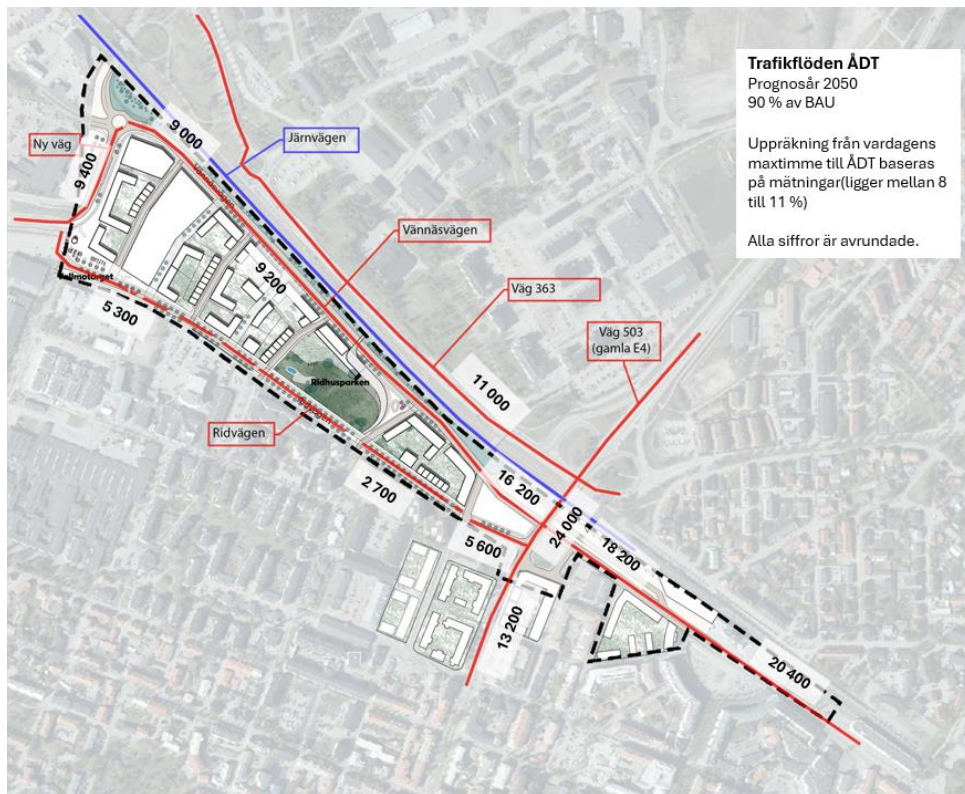 Trafikflöden ÅDT
Prognosår 2050
90 % av BAU
Uppräkning från vardagens
maxtimme till ÅDT baseras
på mätningar(ligger mellan 8
till 11 %)
Alla siffror är avrundade.
Ny väg
9 400
9 000
Järnvägen
Vännäsvägen
Vännäsvägen
9 200
Väg 363
Väg 503
(gamla E4)
5 300
11 000
Ridhusparken
Ridvägen
2 700
16 200
5 600
24 000
18 200
13 200
20 400